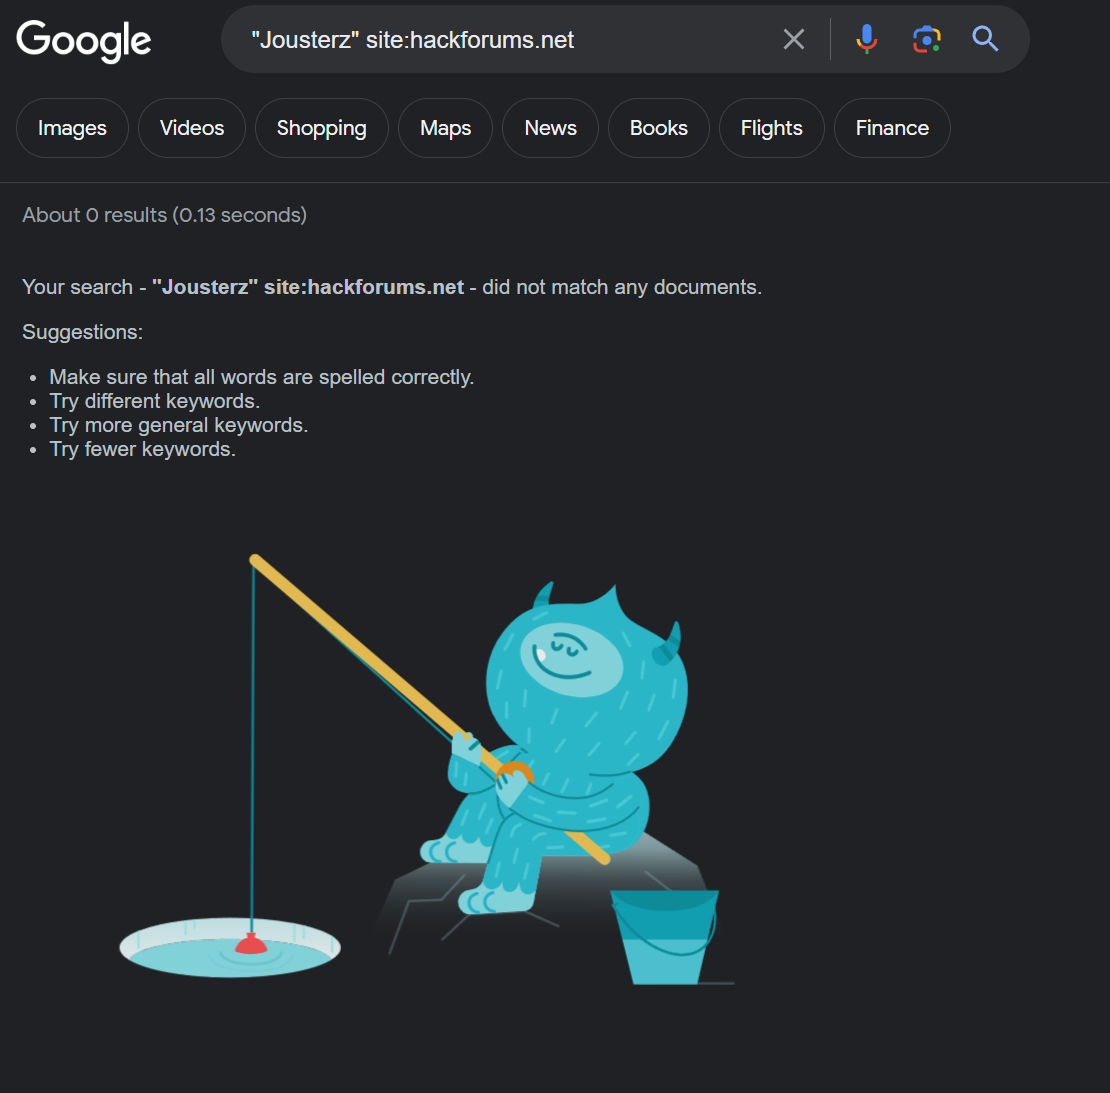 Google
"Jousterz" site:hackforums.net
Images Videos Shopping Maps News Books Flights Finance
About 0 results (0.13 seconds)
Your search - "Jousterz" site:hackforums.net - did not match any documents.
Suggestions:
• Make sure that all words are spelled correctly.
• Try different keywords.
• Try more general keywords.
• Try fewer keywords.